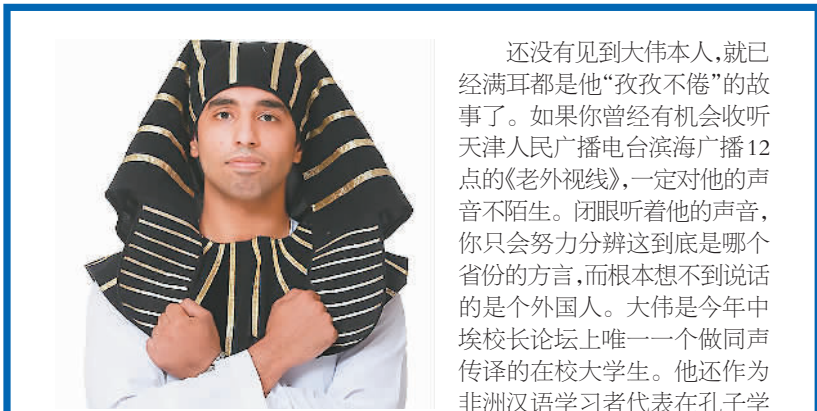 还没有见到大伟本人,就已
经满耳都是他“孜孜不倦”的故
事了。如果你曾经有机会收听
天津人民广播电台滨海广播12
点的《老外视线》,一定对他的声
音不陌生。闭眼听着他的声音,
你只会努力分辨这到底是哪个
省份的方言,而根本想不到说话
的是个外国人。大伟是今年中
埃校长论坛上唯一一个做同声
传译的在校大学生。他还作为
非洲汉语学习者代表在孔子学